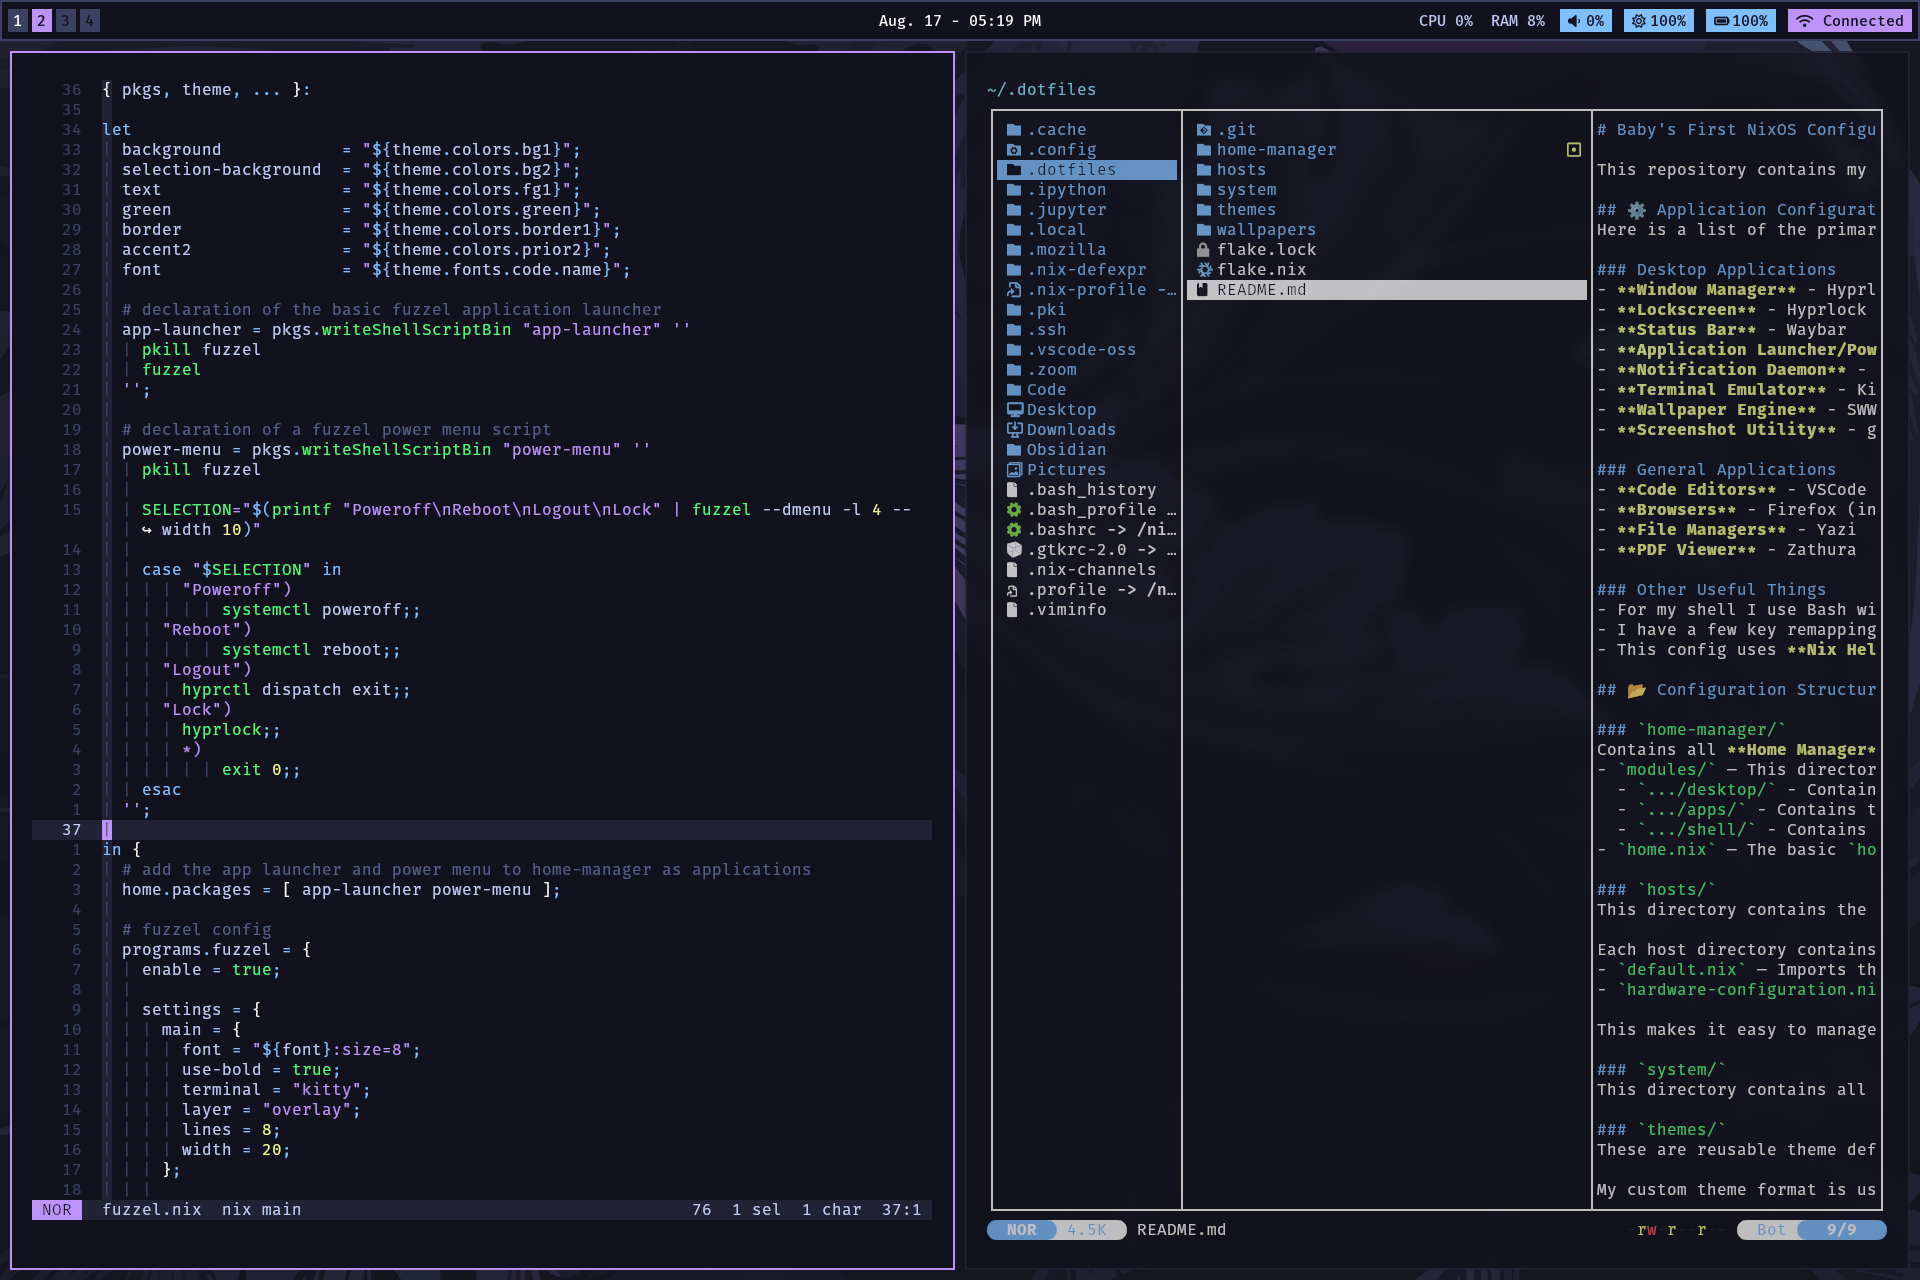 1 2 3 4
Aug. 17 - 05:19 PM
CPU 0% RAM 8% 0% 100% 100% Connected
36 { pkgs, theme, ... }:
35
34 let
33 background = "${theme.colors.bg1}";
32 selection-background = "${theme.colors.bg2}";
31 text = "${theme.colors.fg1}";
30 green = "${theme.colors.green}";
29 border = "${theme.colors.border1}";
28 accent2 = "${theme.colors.prior2}";
27 font = "${theme.fonts.code.name}";
26
25 # declaration of the basic fuzzel application launcher
24 app-launcher = pkgs.writeShellScriptBin "app-launcher" ''
23 pkill fuzzel
22 fuzzel
21 '';
20
19 # declaration of a fuzzel power menu script
18 power-menu = pkgs.writeShellScriptBin "power-menu" ''
17 pkill fuzzel
16
15 SELECTION="$(printf "Poweroff\nReboot\nLogout\nLock" | fuzzel --dmenu -l 4 --
↪ width 10)"
14
13 case "$SELECTION" in
12 "Poweroff")
11 systemctl poweroff;;
10 "Reboot")
9 systemctl reboot;;
8 "Logout")
7 hyprctl dispatch exit;;
6 "Lock")
5 hyprlock;;
4 *)
3 exit 0;;
2 esac
1 '';
37
1 in {
2 # add the app launcher and power menu to home-manager as applications
3 home.packages = [ app-launcher power-menu ];
4
5 # fuzzel config
6 programs.fuzzel = {
7 enable = true;
8
9 settings = {
10 main = {
11 font = "${font}:size=8";
12 use-bold = true;
13 terminal = "kitty";
14 layer = "overlay";
15 lines = 8;
16 width = 20;
17 };
18
NOR fuzzel.nix nix main 76 1 sel 1 char 37:1
~/.dotfiles
.cache
.config
.dotfiles
.ipython
.jupyter
.local
.mozilla
.nix-defexpr
.nix-profile -…
.pki
.ssh
.vscode-oss
.zoom
Code
Desktop
Downloads
Obsidian
Pictures
.bash_history
.bash_profile …
.bashrc -> /ni…
.gtkrc-2.0 -> …
.nix-channels
.profile -> /n…
.viminfo
.git
home-manager
hosts
system
themes
wallpapers
flake.lock
flake.nix
README.md
# Baby's First NixOS Configu
This repository contains my
## ⚙️ Application Configurat
Here is a list of the primar
### Desktop Applications
- **Window Manager** - Hyprl
- **Lockscreen** - Hyprlock
- **Status Bar** - Waybar
- **Application Launcher/Pow
- **Notification Daemon** -
- **Terminal Emulator** - Ki
- **Wallpaper Engine** - SWW
- **Screenshot Utility** - g
### General Applications
- **Code Editors** - VSCode
- **Browsers** - Firefox (in
- **File Managers** - Yazi
- **PDF Viewer** - Zathura
### Other Useful Things
- For my shell I use Bash wi
- I have a few key remapping
- This config uses **Nix Hel
## 📂 Configuration Structur
### `home-manager/`
Contains all **Home Manager*
- `modules/` — This director
- `.../desktop/` - Contain
- `.../apps/` - Contains t
- `.../shell/` - Contains
- `home.nix` — The basic `ho
### `hosts/`
This directory contains the
Each host directory contains
- `default.nix` — Imports th
- `hardware-configuration.ni
This makes it easy to manage
### `system/`
This directory contains all
### `themes/`
These are reusable theme def
My custom theme format is us
NOR 4.5K README.md -rw-r--r-- Bot 9/9